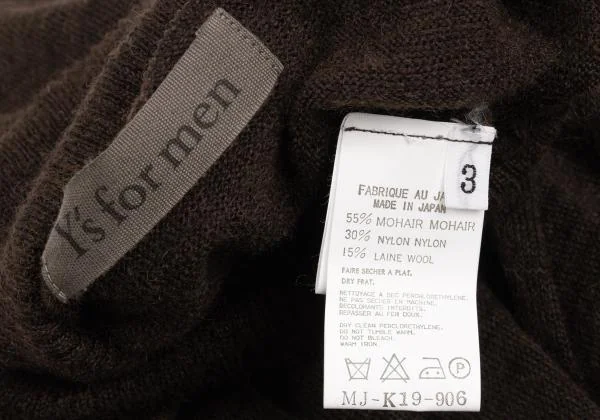 Y's for men
3
FABRIQUE AU JA
MADE IN JAPAN
55% MOHAIR MOHAIR
30% NYLON NYLON
15% LAINE WOOL
FAIRE SECHER A PLAT.
DRY FRAT.
NETTOYAGE A SEC PERCHLORETHYLENE.
NE PAS SECHER EN MACHINE.
DECOLORANTS INTERDITS.
REPASSER AU FER DOUX.
DRY CLEAN PERCLORETHYLENE.
DO NOT TUMBLE WARM.
DO NOT BLEACH.
WARM IRON.
P
MJ-K19-906